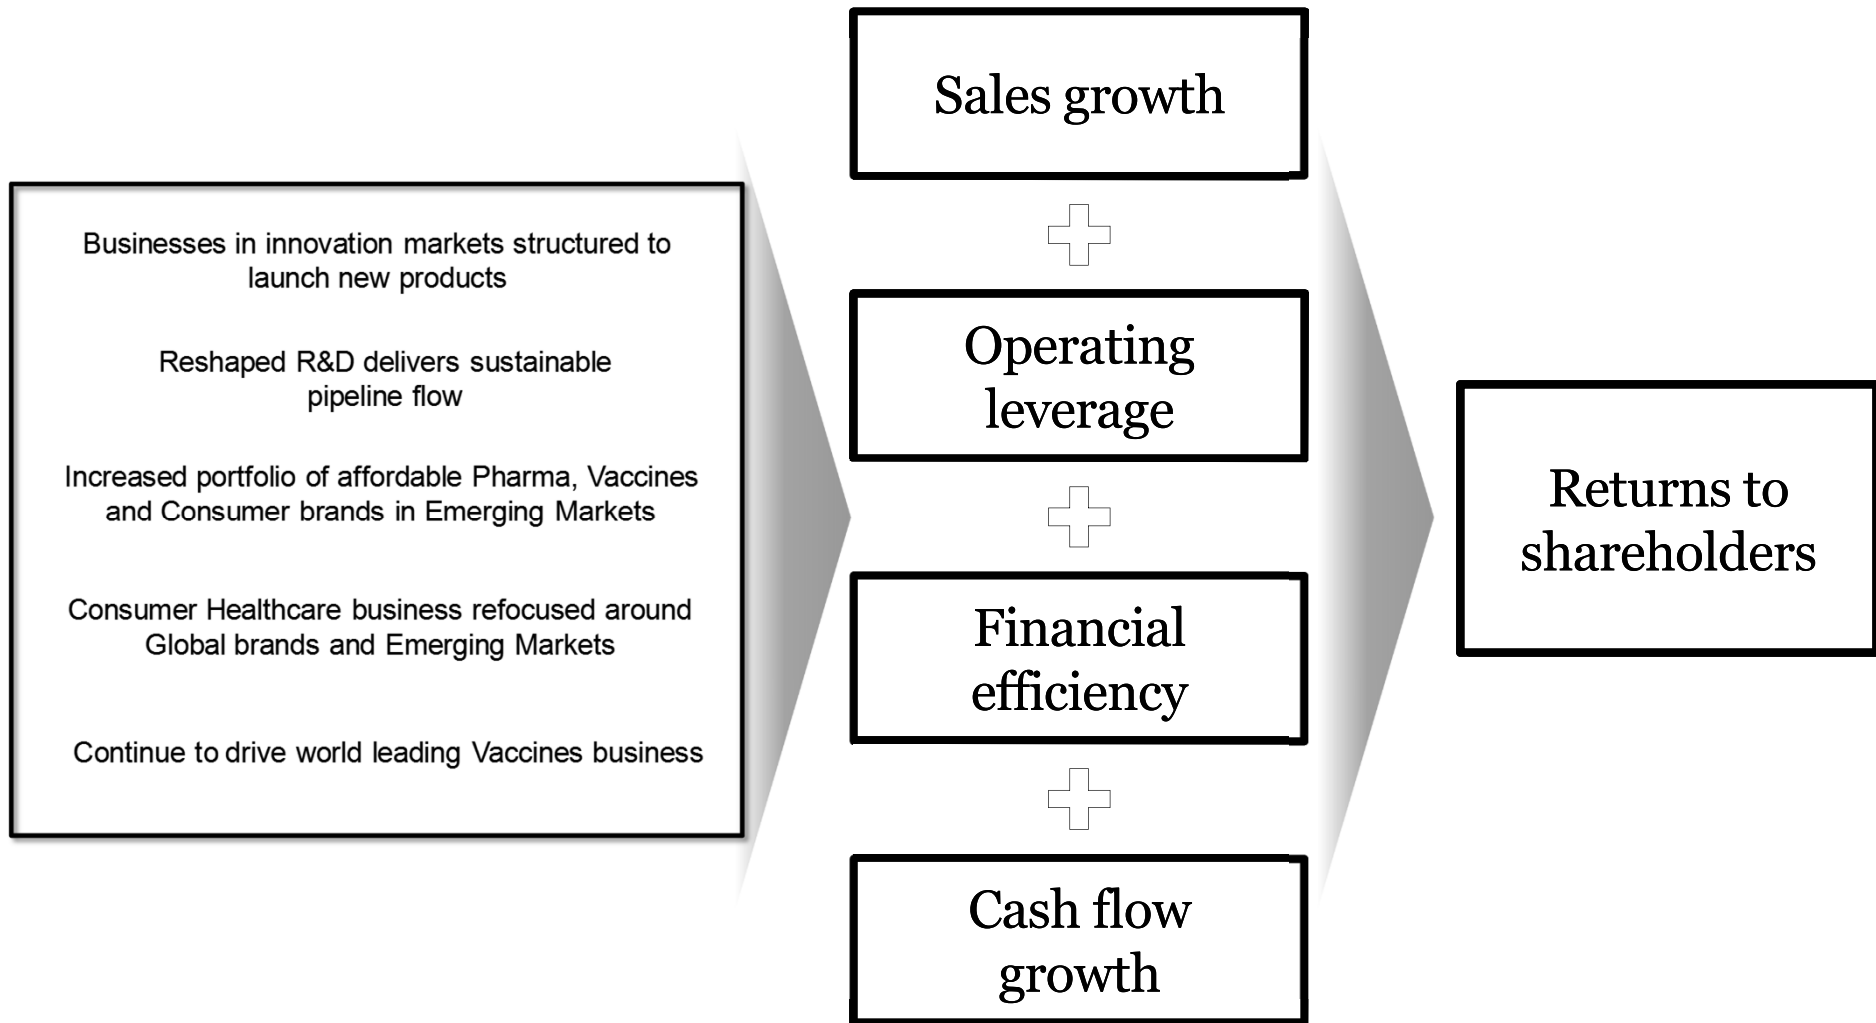 Businesses in innovation markets structured to
launch new products
Reshaped R&D delivers sustainable
pipeline flow
Increased portfolio of affordable Pharma, Vaccines
and Consumer brands in Emerging Markets
Consumer Healthcare business refocused around
Global brands and Emerging Markets
Continue to drive world leading Vaccines business
Sales growth
Operating
leverage
Financial
efficiency
Cash flow
growth
Returns to
shareholders